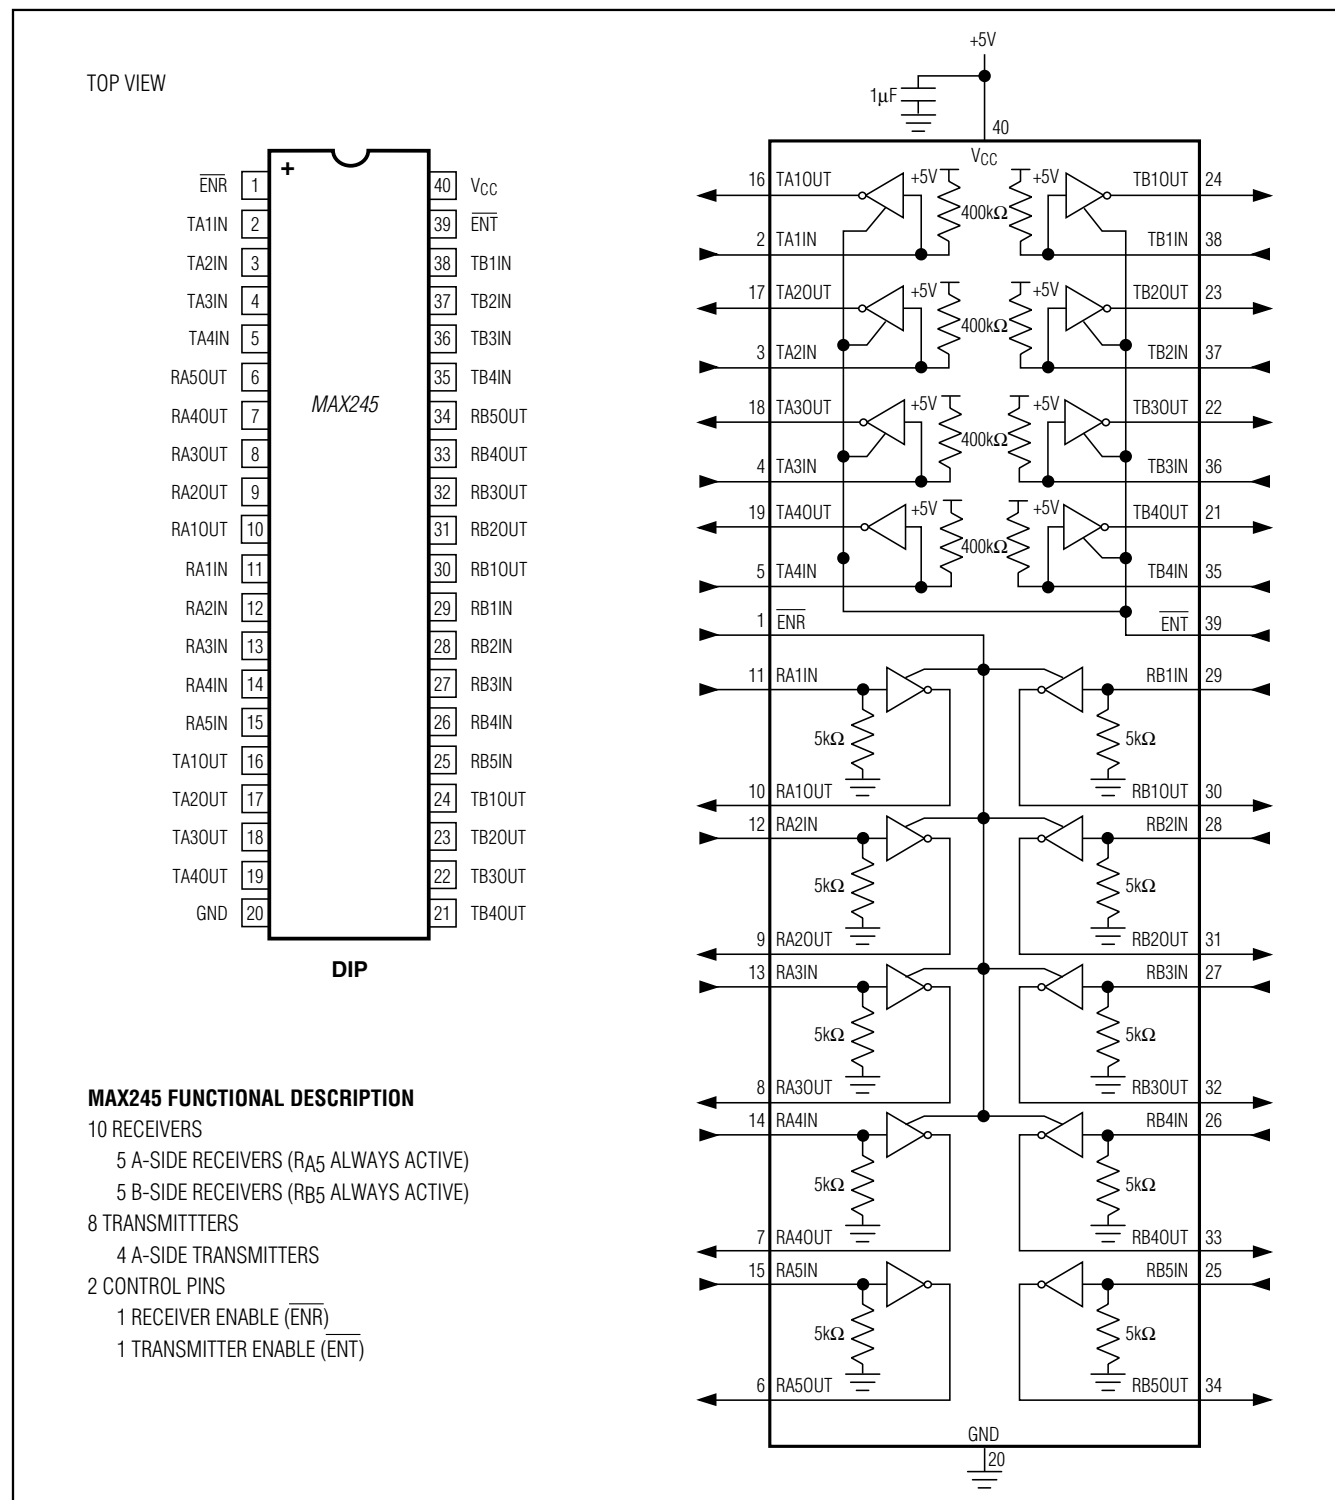 TOP VIEW
+
ENR 1
TA1IN 2
TA2IN 3
TA3IN 4
TA4IN 5
RA5OUT 6
RA4OUT 7
RA3OUT 8
RA2OUT 9
RA1OUT 10
RA1IN 11
RA2IN 12
RA3IN 13
RA4IN 14
RA5IN 15
TA1OUT 16
TA2OUT 17
TA3OUT 18
TA4OUT 19
GND 20
MAX245
40 VCC
39 ENT
38 TB1IN
37 TB2IN
36 TB3IN
35 TB4IN
34 RB5OUT
33 RB4OUT
32 RB3OUT
31 RB2OUT
30 RB1OUT
29 RB1IN
28 RB2IN
27 RB3IN
26 RB4IN
25 RB5IN
24 TB1OUT
23 TB2OUT
22 TB3OUT
21 TB4OUT
DIP
MAX245 FUNCTIONAL DESCRIPTION
10 RECEIVERS
5 A-SIDE RECEIVERS (RA5 ALWAYS ACTIVE)
5 B-SIDE RECEIVERS (RB5 ALWAYS ACTIVE)
8 TRANSMITTTERS
4 A-SIDE TRANSMITTERS
2 CONTROL PINS
1 RECEIVER ENABLE (ENR)
1 TRANSMITTER ENABLE (ENT)
+5V
1μF
40
VCC
16 TA1OUT +5V +5V TB1OUT 24
400kΩ
2 TA1IN TB1IN 38
17 TA2OUT +5V +5V TB2OUT 23
400kΩ
3 TA2IN TB2IN 37
18 TA3OUT +5V +5V TB3OUT 22
400kΩ
4 TA3IN TB3IN 36
19 TA4OUT +5V +5V TB4OUT 21
400kΩ
5 TA4IN TB4IN 35
1 ENR ENT 39
11 RA1IN RB1IN 29
5kΩ 5kΩ
10 RA1OUT RB1OUT 30
12 RA2IN RB2IN 28
5kΩ 5kΩ
9 RA2OUT RB2OUT 31
13 RA3IN RB3IN 27
5kΩ 5kΩ
8 RA3OUT RB3OUT 32
14 RA4IN RB4IN 26
5kΩ 5kΩ
7 RA4OUT RB4OUT 33
15 RA5IN RB5IN 25
5kΩ 5kΩ
6 RA5OUT RB5OUT 34
GND
20